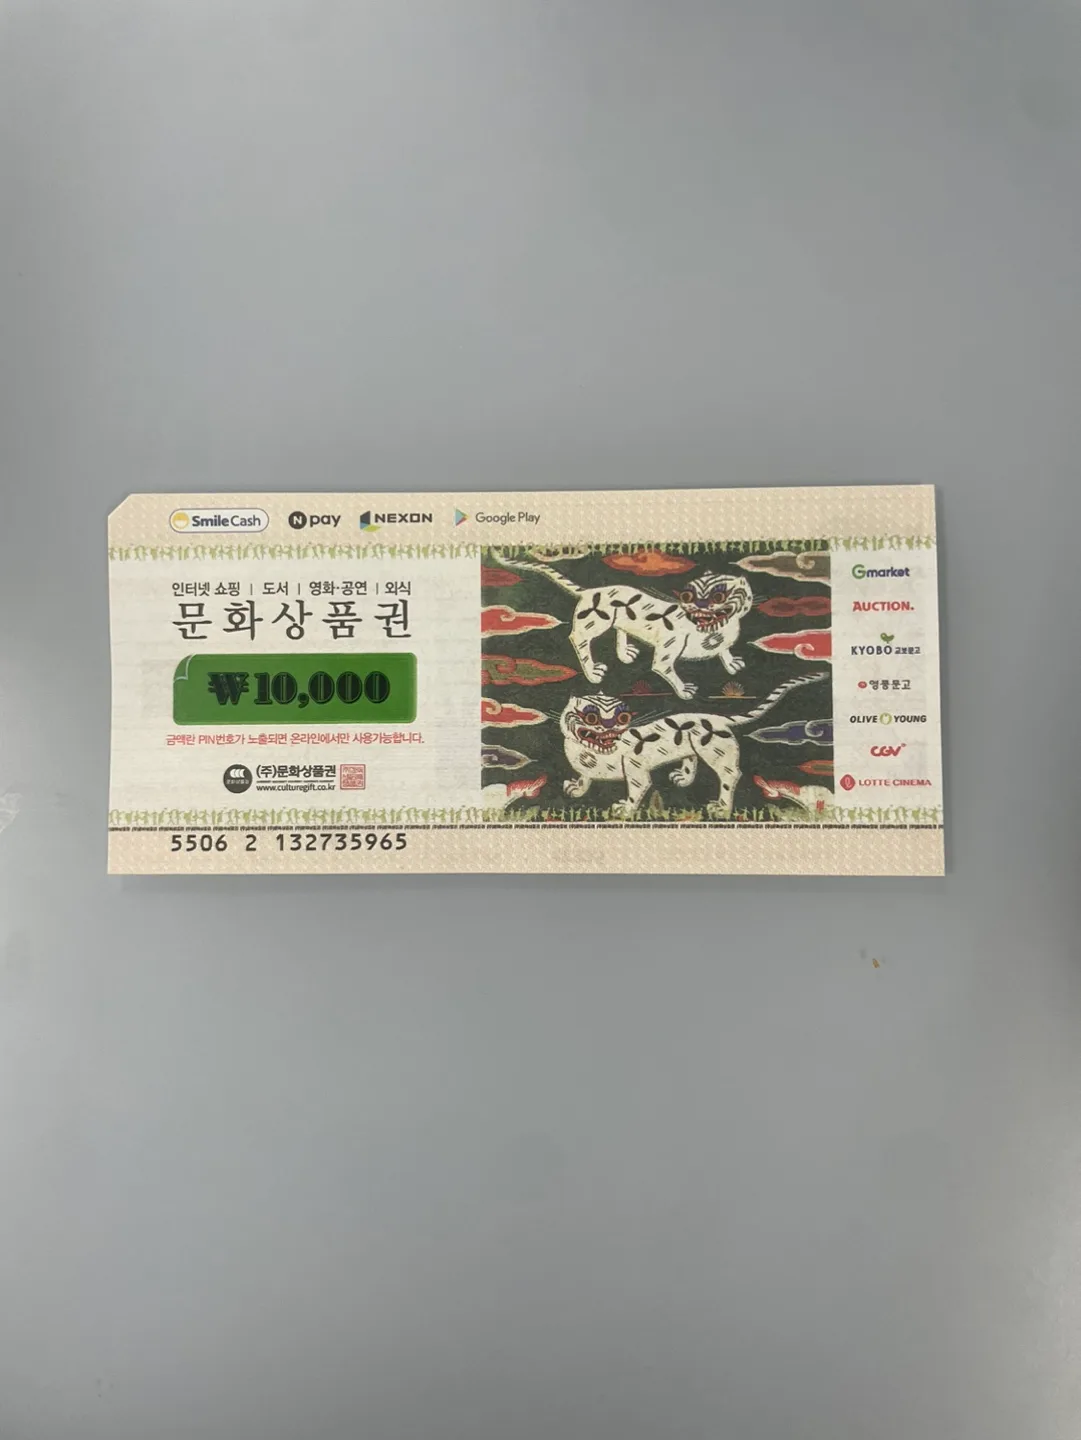 SmileCash
N pay
NEXON
Google Play
인터넷 쇼핑 | 도서 | 영화·공연 | 외식
문화상품권
₩10,000
금액란 PIN번호가 노출되면 온라인에서만 사용가능합니다.
(주)문화상품권
www.culturegift.co.kr
Gmarket
AUCTION.
KYOBO 교보문고
영풍문고
OLIVE YOUNG
CGV
LOTTE CINEMA
5506 2 132735965